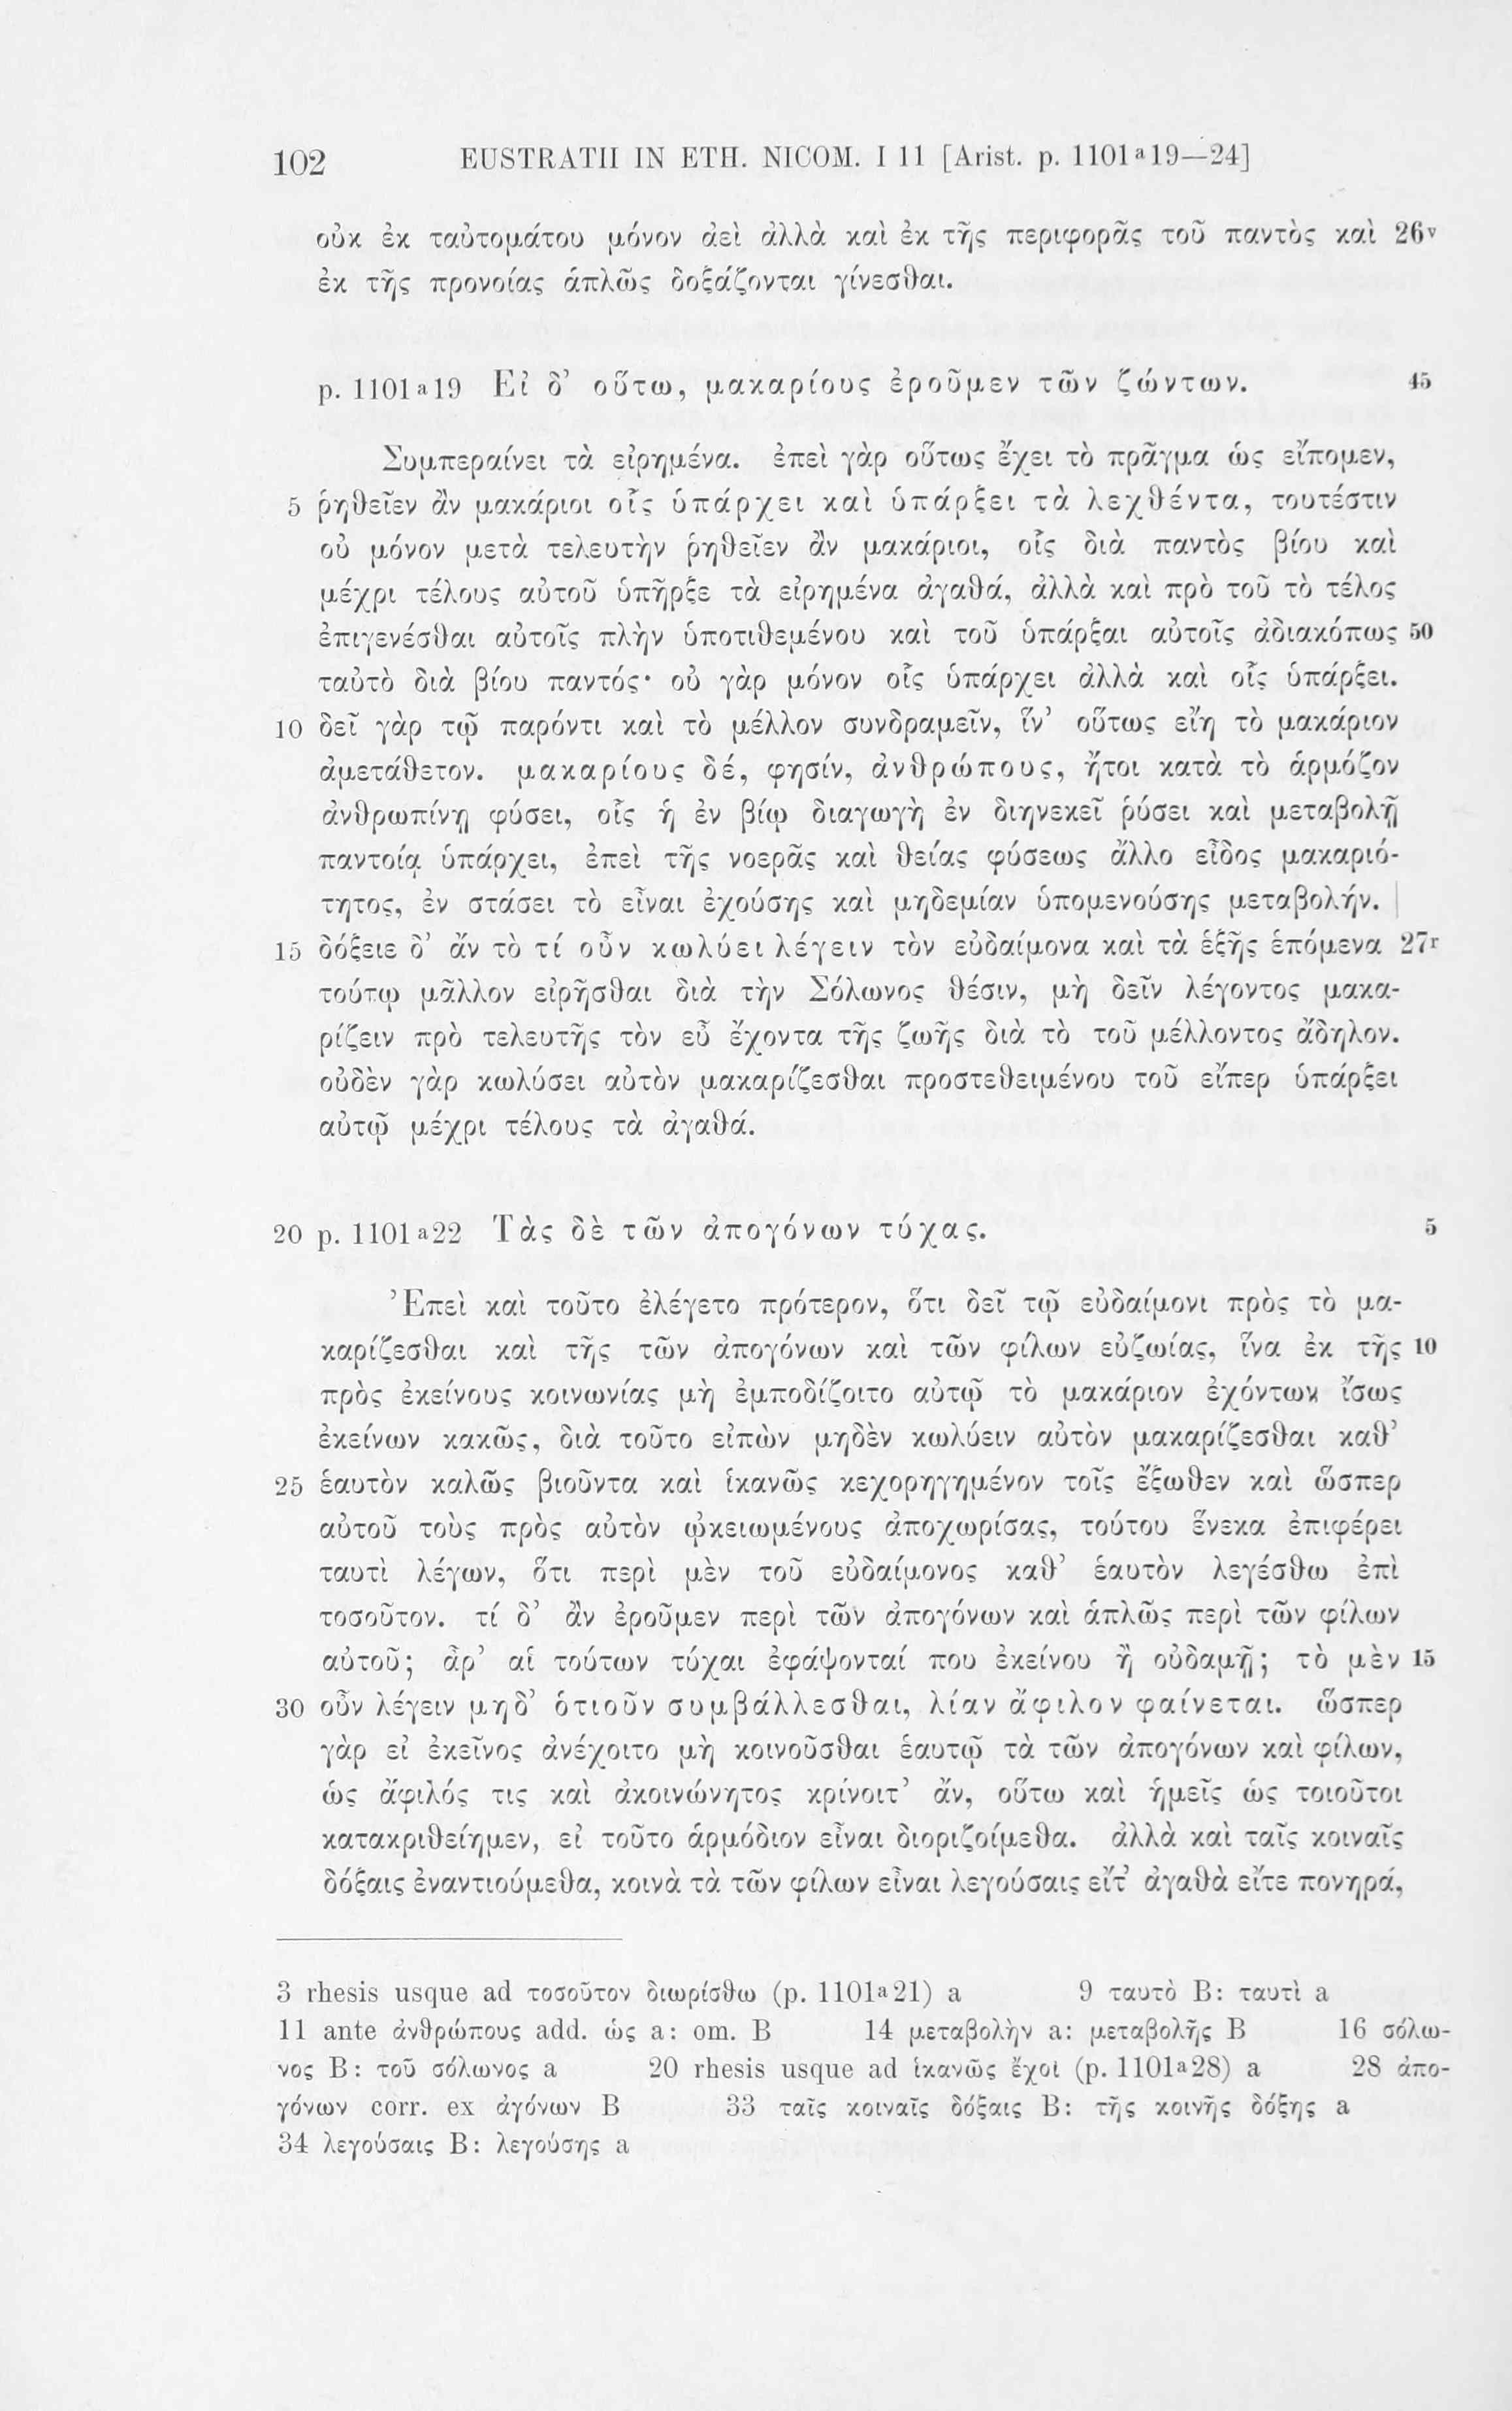 102 EUSTRATII IN ETH. NICOM. I 11 [Arist. p. 1101a19—24]
οὐκ ἐκ ταὐτομάτου μόνον ἀεὶ ἀλλὰ καὶ ἐκ τῆς περιφορᾶς τοῦ παντὸς καὶ 26v
ἐκ τῆς προνοίας ἁπλῶς δοξάζονται γίνεσθαι.
p. 1101a19 Εἰ δ’ οὕτω, μακαρίους ἐροῦμεν τῶν ζώντων. 45
Συμπεραίνει τὰ εἰρημένα. ἐπεὶ γὰρ οὕτως ἔχει τὸ πρᾶγμα ὡς εἴπομεν,
5 ῥηθεῖεν ἂν μακάριοι οἷς ὑπάρχει καὶ ὑπάρξει τὰ λεχθέντα, τουτέστιν
οὐ μόνον μετὰ τελευτὴν ῥηθεῖεν ἂν μακάριοι, οἷς διὰ παντὸς βίου καὶ
μέχρι τέλους αὐτοῦ ὑπῆρξε τὰ εἰρημένα ἀγαθά, ἀλλὰ καὶ πρὸ τοῦ τὸ τέλος
ἐπιγενέσθαι αὐτοῖς πλὴν ὑποτιθεμένου καὶ τοῦ ὑπάρξαι αὐτοῖς ἀδιακόπως 50
ταὐτὸ διὰ βίου παντός· οὐ γὰρ μόνον οἷς ὑπάρχει ἀλλὰ καὶ οἷς ὑπάρξει.
10 δεῖ γὰρ τῷ παρόντι καὶ τὸ μέλλον συνδραμεῖν, ἵν’ οὕτως εἴη τὸ μακάριον
ἀμετάθετον. μακαρίους δέ, φησίν, ἀνθρώπους, ἤτοι κατὰ τὸ ἁρμόζον
ἀνθρωπίνῃ φύσει, οἷς ἡ ἐν βίῳ διαγωγὴ ἐν διηνεκεῖ ῥύσει καὶ μεταβολῇ
παντοίᾳ ὑπάρχει, ἐπεὶ τῆς νοερᾶς καὶ θείας φύσεως ἄλλο εἶδος μακαριό-
τητος, ἐν στάσει τὸ εἶναι ἐχούσης καὶ μηδεμίαν ὑπομενούσης μεταβολήν. |
15 δόξειε δ’ ἄν τὸ τί οὖν κωλύει λέγειν τὸν εὐδαίμονα καὶ τὰ ἑξῆς ἑπόμενα 27r
τούτῳ μᾶλλον εἰρῆσθαι διὰ τὴν Σόλωνος θέσιν, μὴ δεῖν λέγοντος μακα-
ρίζειν πρὸ τελευτῆς τὸν εὖ ἔχοντα τῆς ζωῆς διὰ τὸ τοῦ μέλλοντος ἄδηλον.
οὐδὲν γὰρ κωλύσει αὐτὸν μακαρίζεσθαι προστεθειμένου τοῦ εἴπερ ὑπάρξει
αὐτῷ μέχρι τέλους τὰ ἀγαθά.
20 p. 1101a22 Τὰς δὲ τῶν ἀπογόνων τύχας. 5
Ἐπεὶ καὶ τοῦτο ἐλέγετο πρότερον, ὅτι δεῖ τῷ εὐδαίμονι πρὸς τὸ μα-
καρίζεσθαι καὶ τῆς τῶν ἀπογόνων καὶ τῶν φίλων εὐζωίας, ἵνα ἐκ τῆς 10
πρὸς ἐκείνους κοινωνίας μὴ ἐμποδίζοιτο αὐτῷ τὸ μακάριον ἐχόντων ἴσως
ἐκείνων κακῶς, διὰ τοῦτο εἰπὼν μηδὲν κωλύειν αὐτὸν μακαρίζεσθαι καθ’
25 ἑαυτὸν καλῶς βιοῦντα καὶ ἱκανῶς κεχορηγημένον τοῖς ἔξωθεν καὶ ὥσπερ
αὐτοῦ τοὺς πρὸς αὐτὸν ᾠκειωμένους ἀποχωρίσας, τούτου ἕνεκα ἐπιφέρει
ταυτὶ λέγων, ὅτι περὶ μὲν τοῦ εὐδαίμονος καθ’ ἑαυτὸν λεγέσθω ἐπὶ
τοσοῦτον. τί δ’ ἂν ἐροῦμεν περὶ τῶν ἀπογόνων καὶ ἁπλῶς περὶ τῶν φίλων
αὐτοῦ; ἆρ’ αἱ τούτων τύχαι ἐφάψονταί που ἐκείνου ἢ οὐδαμῇ; τὸ μὲν 15
30 οὖν λέγειν μηδ’ ὁτιοῦν συμβάλλεσθαι, λίαν ἄφιλον φαίνεται. ὥσπερ
γὰρ εἰ ἐκεῖνος ἀνέχοιτο μὴ κοινοῦσθαι ἑαυτῷ τὰ τῶν ἀπογόνων καὶ φίλων,
ὡς ἄφιλός τις καὶ ἀκοινώνητος κρίνοιτ’ ἄν, οὕτω καὶ ἡμεῖς ὡς τοιοῦτοι
κατακριθείημεν, εἰ τοῦτο ἁρμόδιον εἶναι διοριζοίμεθα. ἀλλὰ καὶ ταῖς κοιναῖς
δόξαις ἐναντιούμεθα, κοινὰ τὰ τῶν φίλων εἶναι λεγούσαις εἴτ’ ἀγαθὰ εἴτε πονηρά,
3 rhesis usque ad τοσοῦτον διωρίσθω (p. 1101a21) a 9 ταυτὸ B: ταυτὶ a
11 ante ἀνθρώπους add. ὡς a: om. B 14 μεταβολὴν a: μεταβολῆς B 16 σόλω-
νος B: τοῦ σόλωνος a 20 rhesis usque ad ἱκανῶς ἔχοι (p. 1101a28) a 28 ἀπο-
γόνων corr. ex ἀγόνων B 33 ταῖς κοιναῖς δόξαις B: τῆς κοινῆς δόξης a
34 λεγούσαις B: λεγούσης a